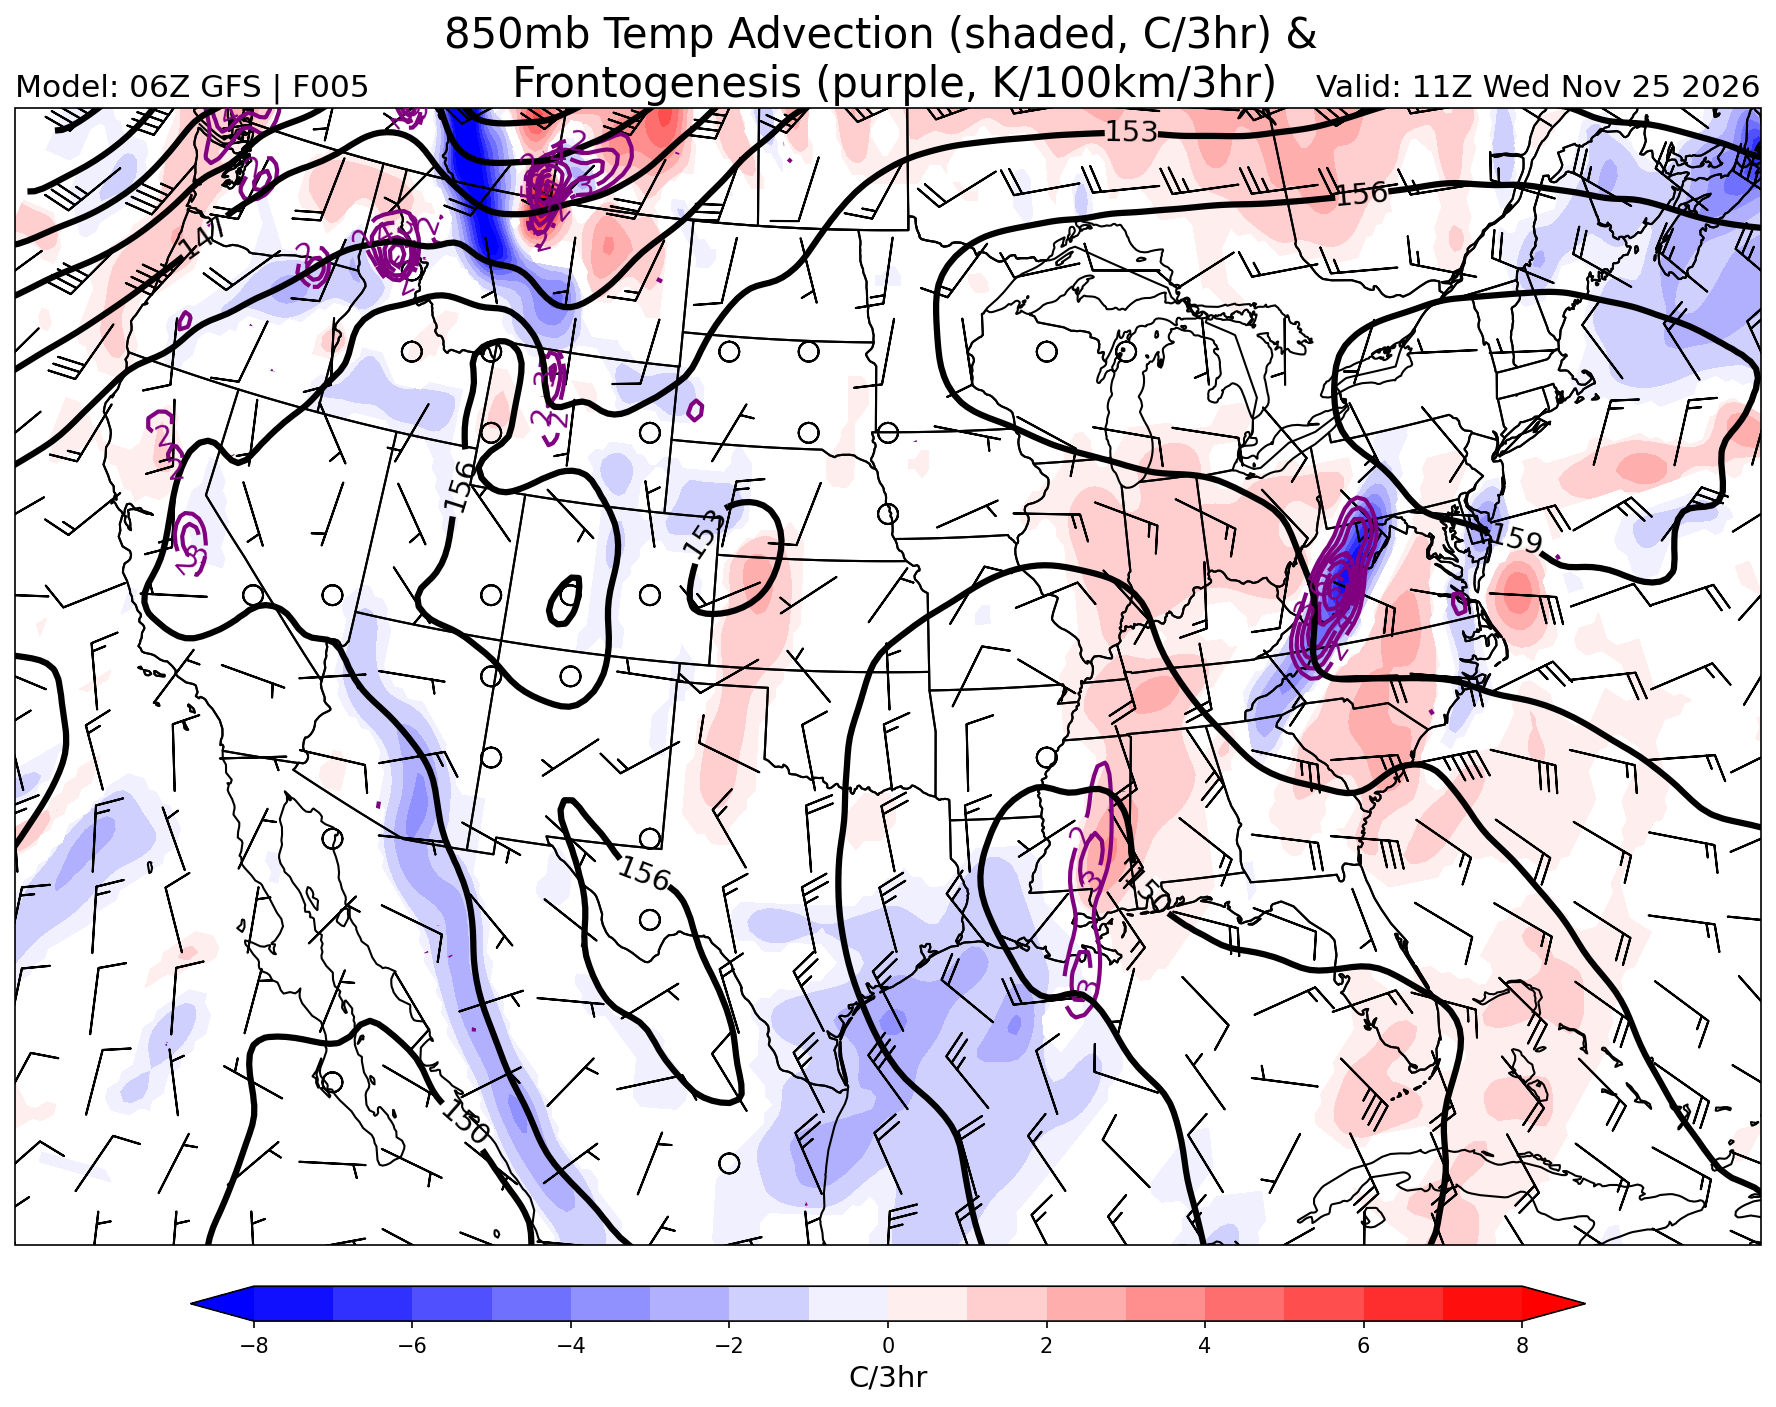 850mb Temp Advection (shaded, C/3hr) &
Frontogenesis (purple, K/100km/3hr)
Model: 06Z GFS | F005
Valid: 11Z Wed Nov 25 2026
153
156
147
156
153
159
156
150
−8 −6 −4 −2 0 2 4 6 8
C/3hr